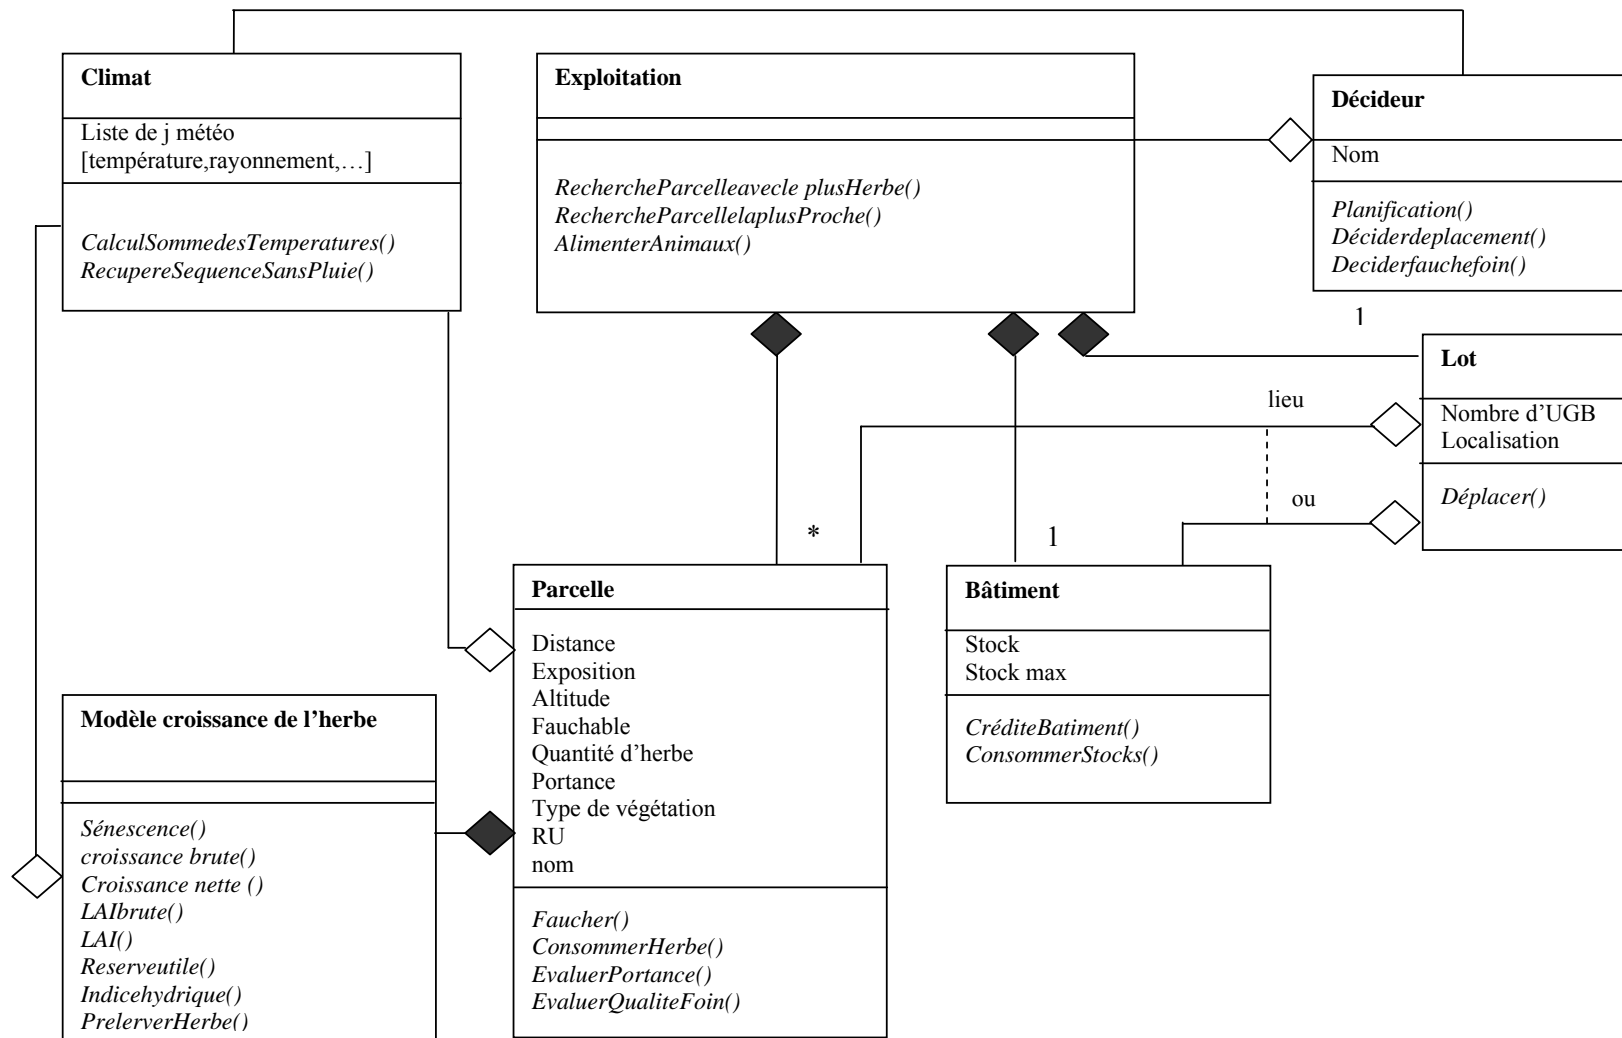 Climat
Liste de j météo
[température,rayonnement,…]
CalculSommedesTemperatures()
RecupereSequenceSansPluie()
Exploitation
RechercheParcelleavecle plusHerbe()
RechercheParcellelaplusProche()
AlimenterAnimaux()
Décideur
Nom
Planification()
Déciderdeplacement()
Deciderfauchefoin()
1
Lot
Nombre d’UGB
Localisation
Déplacer()
lieu
ou
*
1
Parcelle
Distance
Exposition
Altitude
Fauchable
Quantité d’herbe
Portance
Type de végétation
RU
nom
Faucher()
ConsommerHerbe()
EvaluerPortance()
EvaluerQualiteFoin()
Bâtiment
Stock
Stock max
CréditeBatiment()
ConsommerStocks()
Modèle croissance de l’herbe
Sénescence()
croissance brute()
Croissance nette ()
LAIbrute()
LAI()
Reserveutile()
Indicehydrique()
PrelerverHerbe()